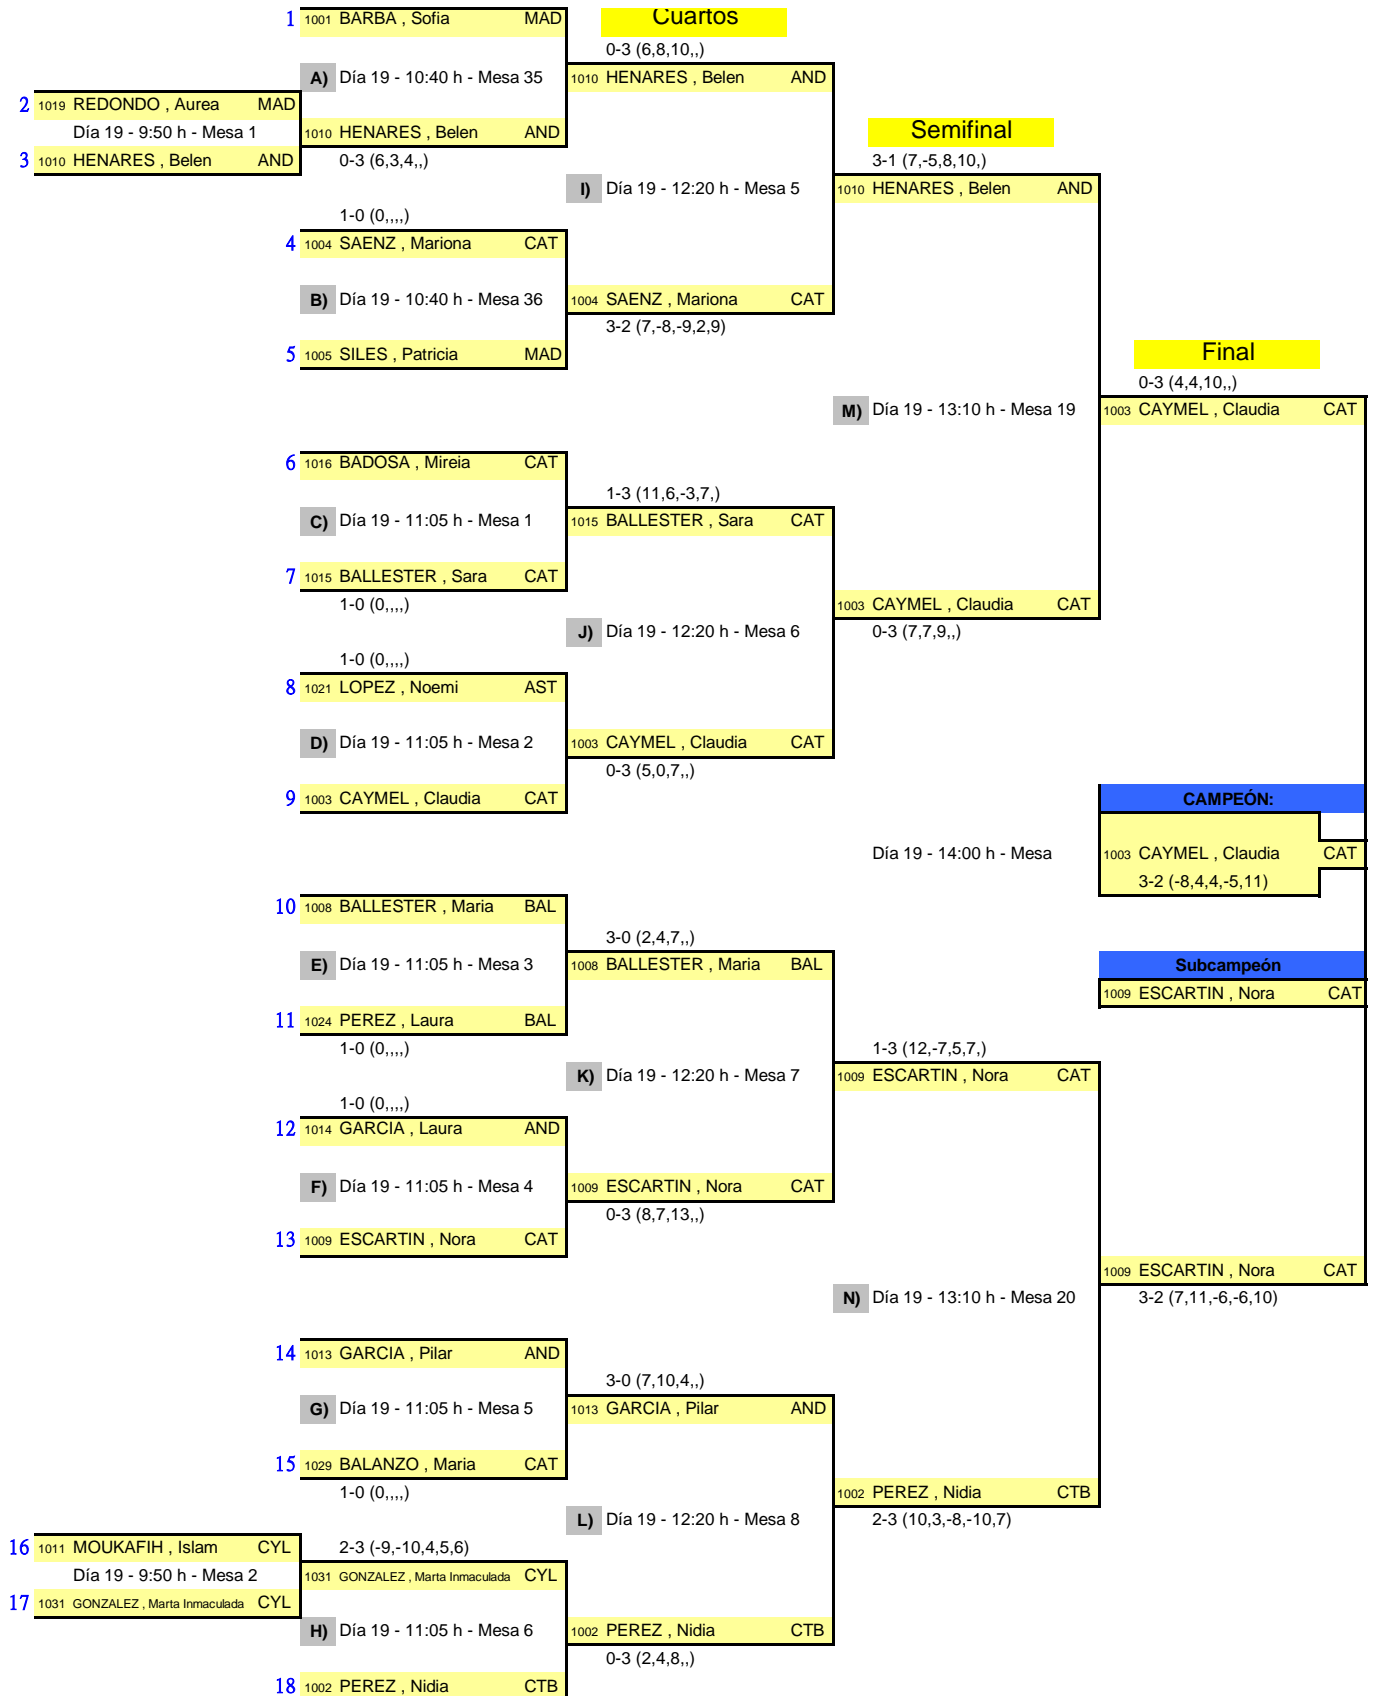 1 1001 BARBA , Sofia MAD
Cuartos
0-3 (6,8,10,,)
A) Día 19 - 10:40 h - Mesa 35
1010 HENARES , Belen AND
2 1019 REDONDO , Aurea MAD
Día 19 - 9:50 h - Mesa 1
1010 HENARES , Belen AND
Semifinal
3 1010 HENARES , Belen AND
0-3 (6,3,4,,)
3-1 (7,-5,8,10,)
I) Día 19 - 12:20 h - Mesa 5
1010 HENARES , Belen AND
1-0 (0,,,,)
4 1004 SAENZ , Mariona CAT
B) Día 19 - 10:40 h - Mesa 36
1004 SAENZ , Mariona CAT
3-2 (7,-8,-9,2,9)
5 1005 SILES , Patricia MAD
Final
0-3 (4,4,10,,)
M) Día 19 - 13:10 h - Mesa 19
1003 CAYMEL , Claudia CAT
6 1016 BADOSA , Mireia CAT
1-3 (11,6,-3,7,)
C) Día 19 - 11:05 h - Mesa 1
1015 BALLESTER , Sara CAT
7 1015 BALLESTER , Sara CAT
1-0 (0,,,,)
1003 CAYMEL , Claudia CAT
J) Día 19 - 12:20 h - Mesa 6
0-3 (7,7,9,,)
1-0 (0,,,,)
8 1021 LOPEZ , Noemi AST
D) Día 19 - 11:05 h - Mesa 2
1003 CAYMEL , Claudia CAT
0-3 (5,0,7,,)
9 1003 CAYMEL , Claudia CAT
CAMPEÓN:
Día 19 - 14:00 h - Mesa
1003 CAYMEL , Claudia CAT
3-2 (-8,4,4,-5,11)
10 1008 BALLESTER , Maria BAL
3-0 (2,4,7,,)
E) Día 19 - 11:05 h - Mesa 3
1008 BALLESTER , Maria BAL
Subcampeón
1009 ESCARTIN , Nora CAT
11 1024 PEREZ , Laura BAL
1-0 (0,,,,)
1-3 (12,-7,5,7,)
K) Día 19 - 12:20 h - Mesa 7
1009 ESCARTIN , Nora CAT
1-0 (0,,,,)
12 1014 GARCIA , Laura AND
F) Día 19 - 11:05 h - Mesa 4
1009 ESCARTIN , Nora CAT
0-3 (8,7,13,,)
13 1009 ESCARTIN , Nora CAT
1009 ESCARTIN , Nora CAT
N) Día 19 - 13:10 h - Mesa 20
3-2 (7,11,-6,-6,10)
14 1013 GARCIA , Pilar AND
3-0 (7,10,4,,)
G) Día 19 - 11:05 h - Mesa 5
1013 GARCIA , Pilar AND
15 1029 BALANZO , Maria CAT
1-0 (0,,,,)
1002 PEREZ , Nidia CTB
L) Día 19 - 12:20 h - Mesa 8
2-3 (10,3,-8,-10,7)
16 1011 MOUKAFIH , Islam CYL
2-3 (-9,-10,4,5,6)
Día 19 - 9:50 h - Mesa 2
1031 GONZALEZ , Marta Inmaculada CYL
17 1031 GONZALEZ , Marta Inmaculada CYL
H) Día 19 - 11:05 h - Mesa 6
1002 PEREZ , Nidia CTB
0-3 (2,4,8,,)
18 1002 PEREZ , Nidia CTB